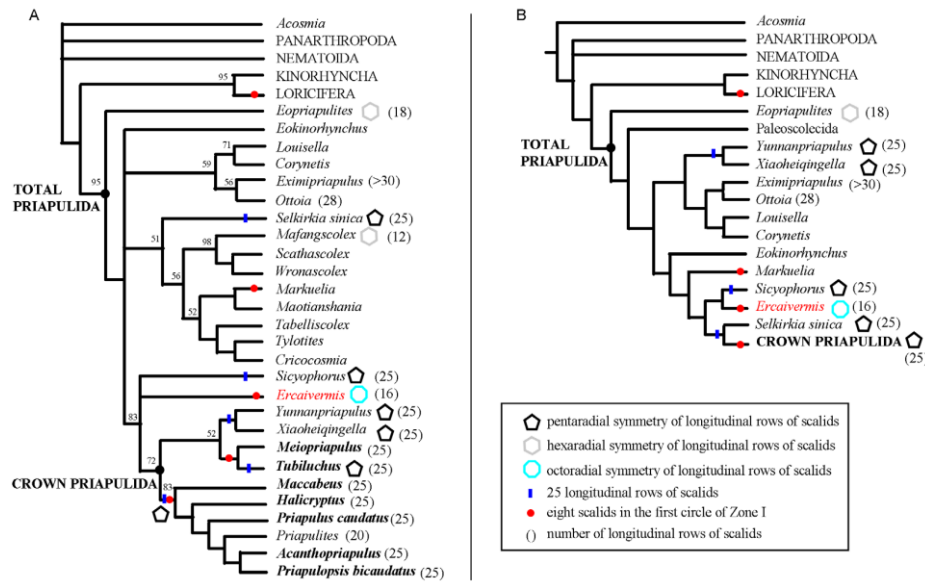 A
Acosmia
PANARTHROPODA
NEMATOIDA
95
KINORHYNCHA
LORICIFERA
Eopriapulites (18)
Eokinorhynchus
TOTAL
PRIAPULIDA
95
71
Louisella
59
Corynetis
56
Eximipriapulus (>30)
Ottoia (28)
Selkirkia sinica (25)
51
98
Mafangscolex (12)
Scathascolex
56
Wronascolex
Markuelia
52
Maotianshania
Tabelliscolex
Tylotites
Cricocosmia
Sicyophorus (25)
83
Ercaivermis (16)
Yunnanpriapulus (25)
52
Xiaoheiqingella (25)
72
Meiopriapulus (25)
Tubiluchus (25)
CROWN PRIAPULIDA
83
Maccabeus (25)
Halicryptus (25)
Priapulus caudatus (25)
Priapulites (20)
Acanthopriapulus (25)
Priapulopsis bicaudatus (25)
B
Acosmia
PANARTHROPODA
NEMATOIDA
KINORHYNCHA
LORICIFERA
Eopriapulites (18)
TOTAL
PRIAPULIDA
Paleoscolecida
Yunnanpriapulus (25)
Xiaoheiqingella (25)
Eximipriapulus (>30)
Ottoia (28)
Louisella
Corynetis
Eokinorhynchus
Markuelia
Sicyophorus (25)
Ercaivermis (16)
Selkirkia sinica (25)
CROWN PRIAPULIDA
25)
pentaradial symmetry of longitudinal rows of scalids
hexaradial symmetry of longitudinal rows of scalids
octoradial symmetry of longitudinal rows of scalids
25 longitudinal rows of scalids
eight scalids in the first circle of Zone I
() number of longitudinal rows of scalids